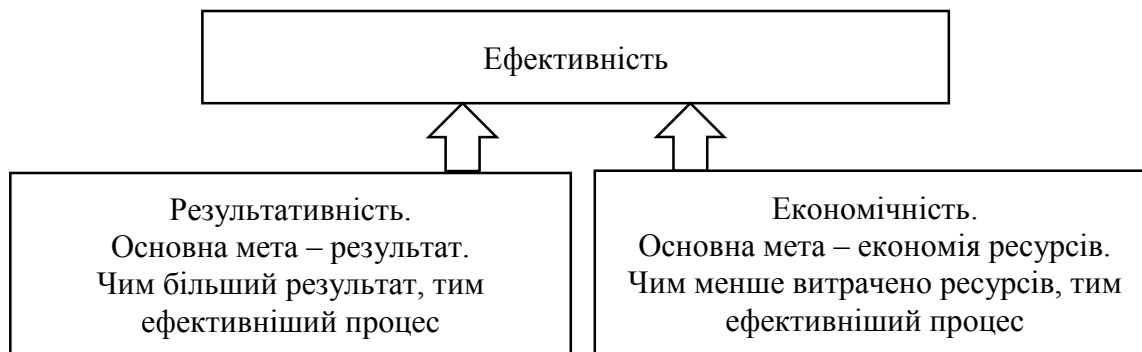 Ефективність
Результативність.
Основна мета – результат.
Чим більший результат, тим
ефективніший процес
Економічність.
Основна мета – економія ресурсів.
Чим менше витрачено ресурсів, тим
ефективніший процес